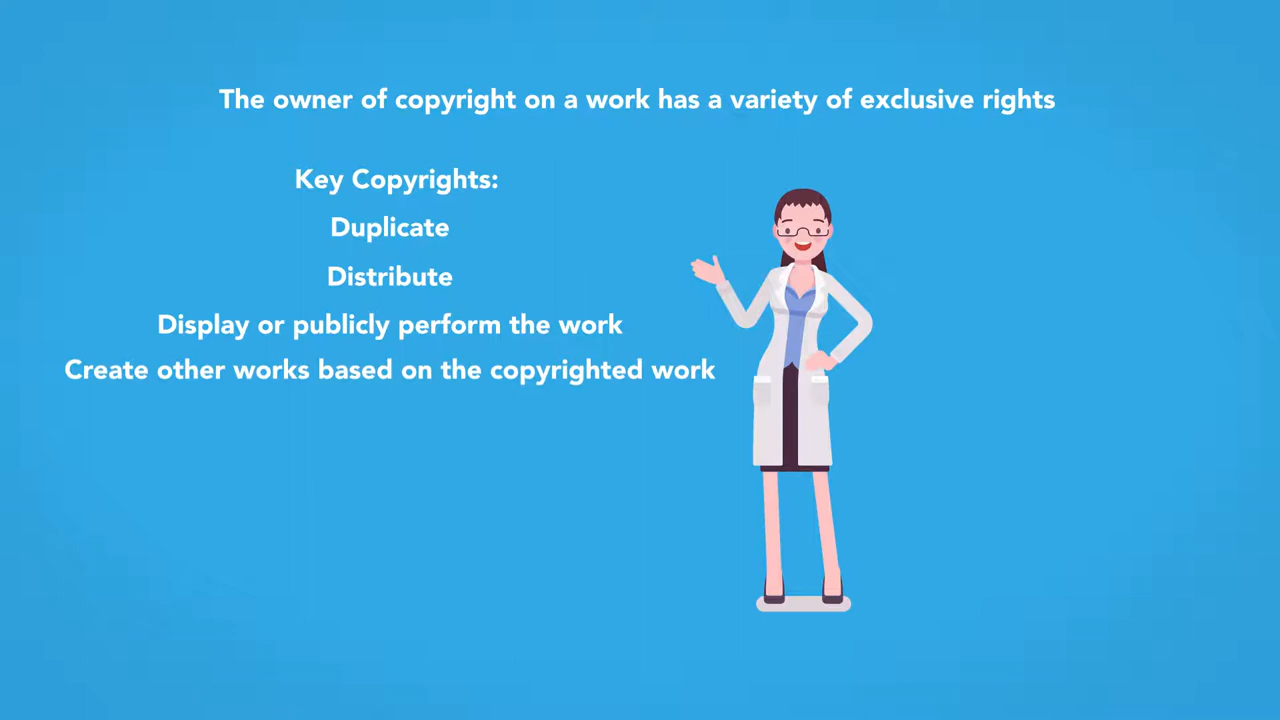 The owner of copyright on a work has a variety of exclusive rights
Key Copyrights:
Duplicate
Distribute
Display or publicly perform the work
Create other works based on the copyrighted work